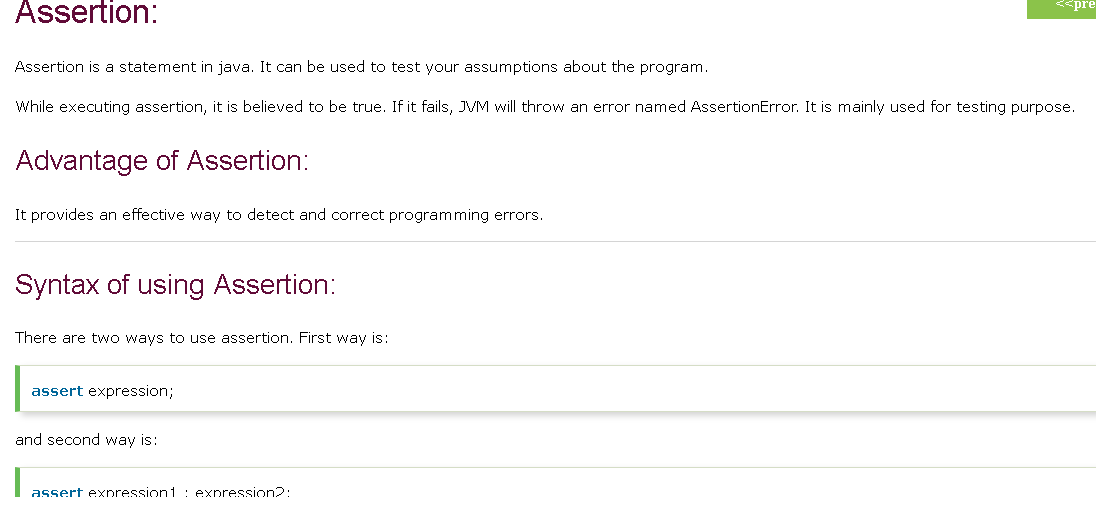 Assertion:
<<pre
Assertion is a statement in java. It can be used to test your assumptions about the program.
While executing assertion, it is believed to be true. If it fails, JVM will throw an error named AssertionError. It is mainly used for testing purpose.
Advantage of Assertion:
It provides an effective way to detect and correct programming errors.
Syntax of using Assertion:
There are two ways to use assertion. First way is:
assert expression;
and second way is:
assert expression1 : expression2;